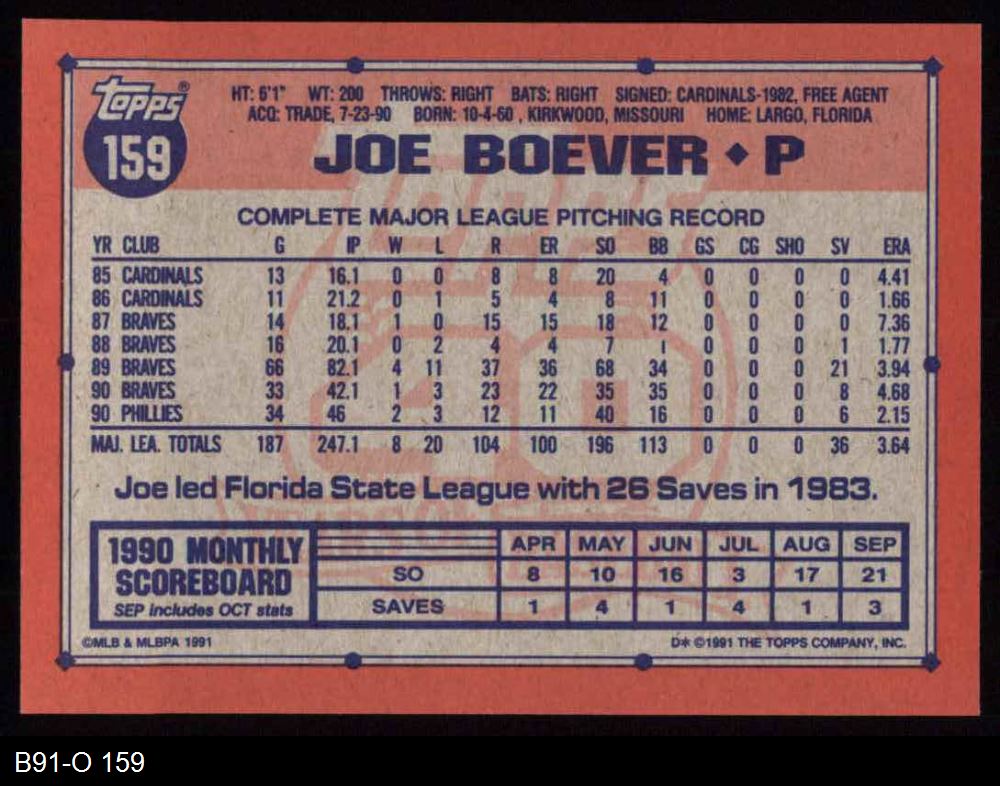 topps®
159
HT: 6'1" WT: 200 THROWS: RIGHT BATS: RIGHT SIGNED: CARDINALS-1982, FREE AGENT
ACQ: TRADE, 7-23-90 BORN: 10-4-60 , KIRKWOOD, MISSOURI HOME: LARGO, FLORIDA
JOE BOEVER ◆ P
COMPLETE MAJOR LEAGUE PITCHING RECORD
YR CLUB G IP W L R ER SO BB GS CG SHO SV ERA
85 CARDINALS 13 16.1 0 0 8 8 20 4 0 0 0 0 4.41
86 CARDINALS 11 21.2 0 1 5 4 8 11 0 0 0 0 1.66
87 BRAVES 14 18.1 1 0 15 15 18 12 0 0 0 0 7.36
88 BRAVES 16 20.1 0 2 4 4 7 1 0 0 0 1 1.77
89 BRAVES 66 82.1 4 11 37 36 68 34 0 0 0 21 3.94
90 BRAVES 33 42.1 1 3 23 22 35 35 0 0 0 8 4.68
90 PHILLIES 34 46 2 3 12 11 40 16 0 0 0 6 2.15
MAJ. LEA. TOTALS 187 247.1 8 20 104 100 196 113 0 0 0 36 3.64
Joe led Florida State League with 26 Saves in 1983.
1990 MONTHLY
SCOREBOARD
SEP includes OCT stats
APR MAY JUN JUL AUG SEP
SO 8 10 16 3 17 21
SAVES 1 4 1 4 1 3
©MLB & MLBPA 1991
D* ©1991 THE TOPPS COMPANY, INC.
B91-O 159